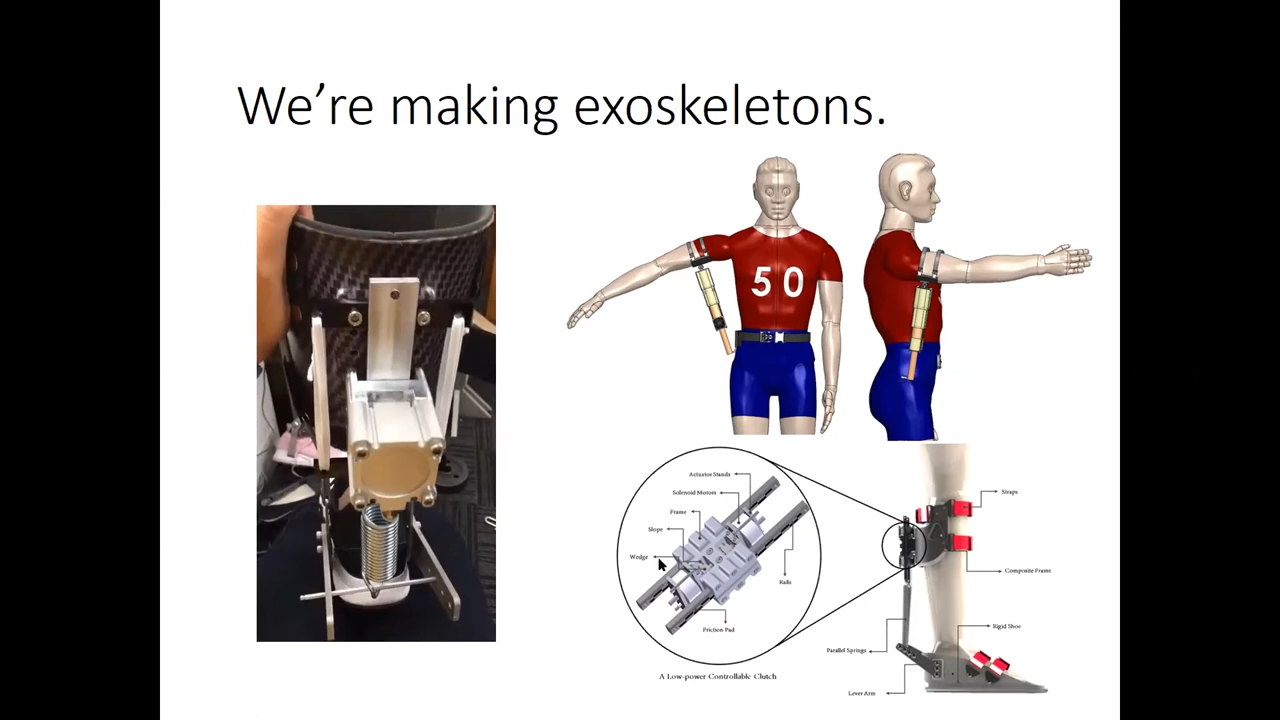 We're making exoskeletons.
50
Actuator Stands
Solenoid Motors
Frame
Slope
Wedge
Rails
Friction Pad
A Low-power Controllable Clutch
Straps
Composite Frame
Rigid Shoe
Parallel Springs
Lever Arm